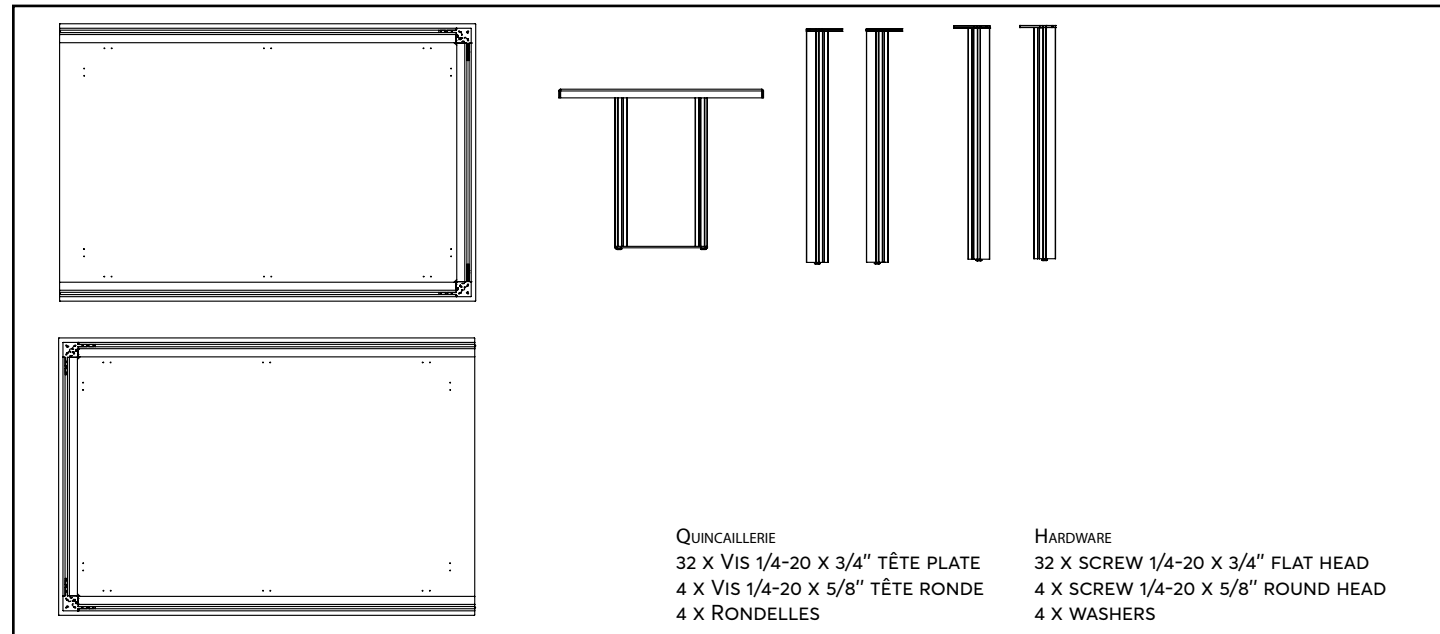 Quincaillerie
32 x Vis 1/4-20 x 3/4" tête plate
4 x Vis 1/4-20 x 5/8" tête ronde
4 x Rondelles
Hardware
32 x screw 1/4-20 x 3/4" flat head
4 x screw 1/4-20 x 5/8" round head
4 x washers